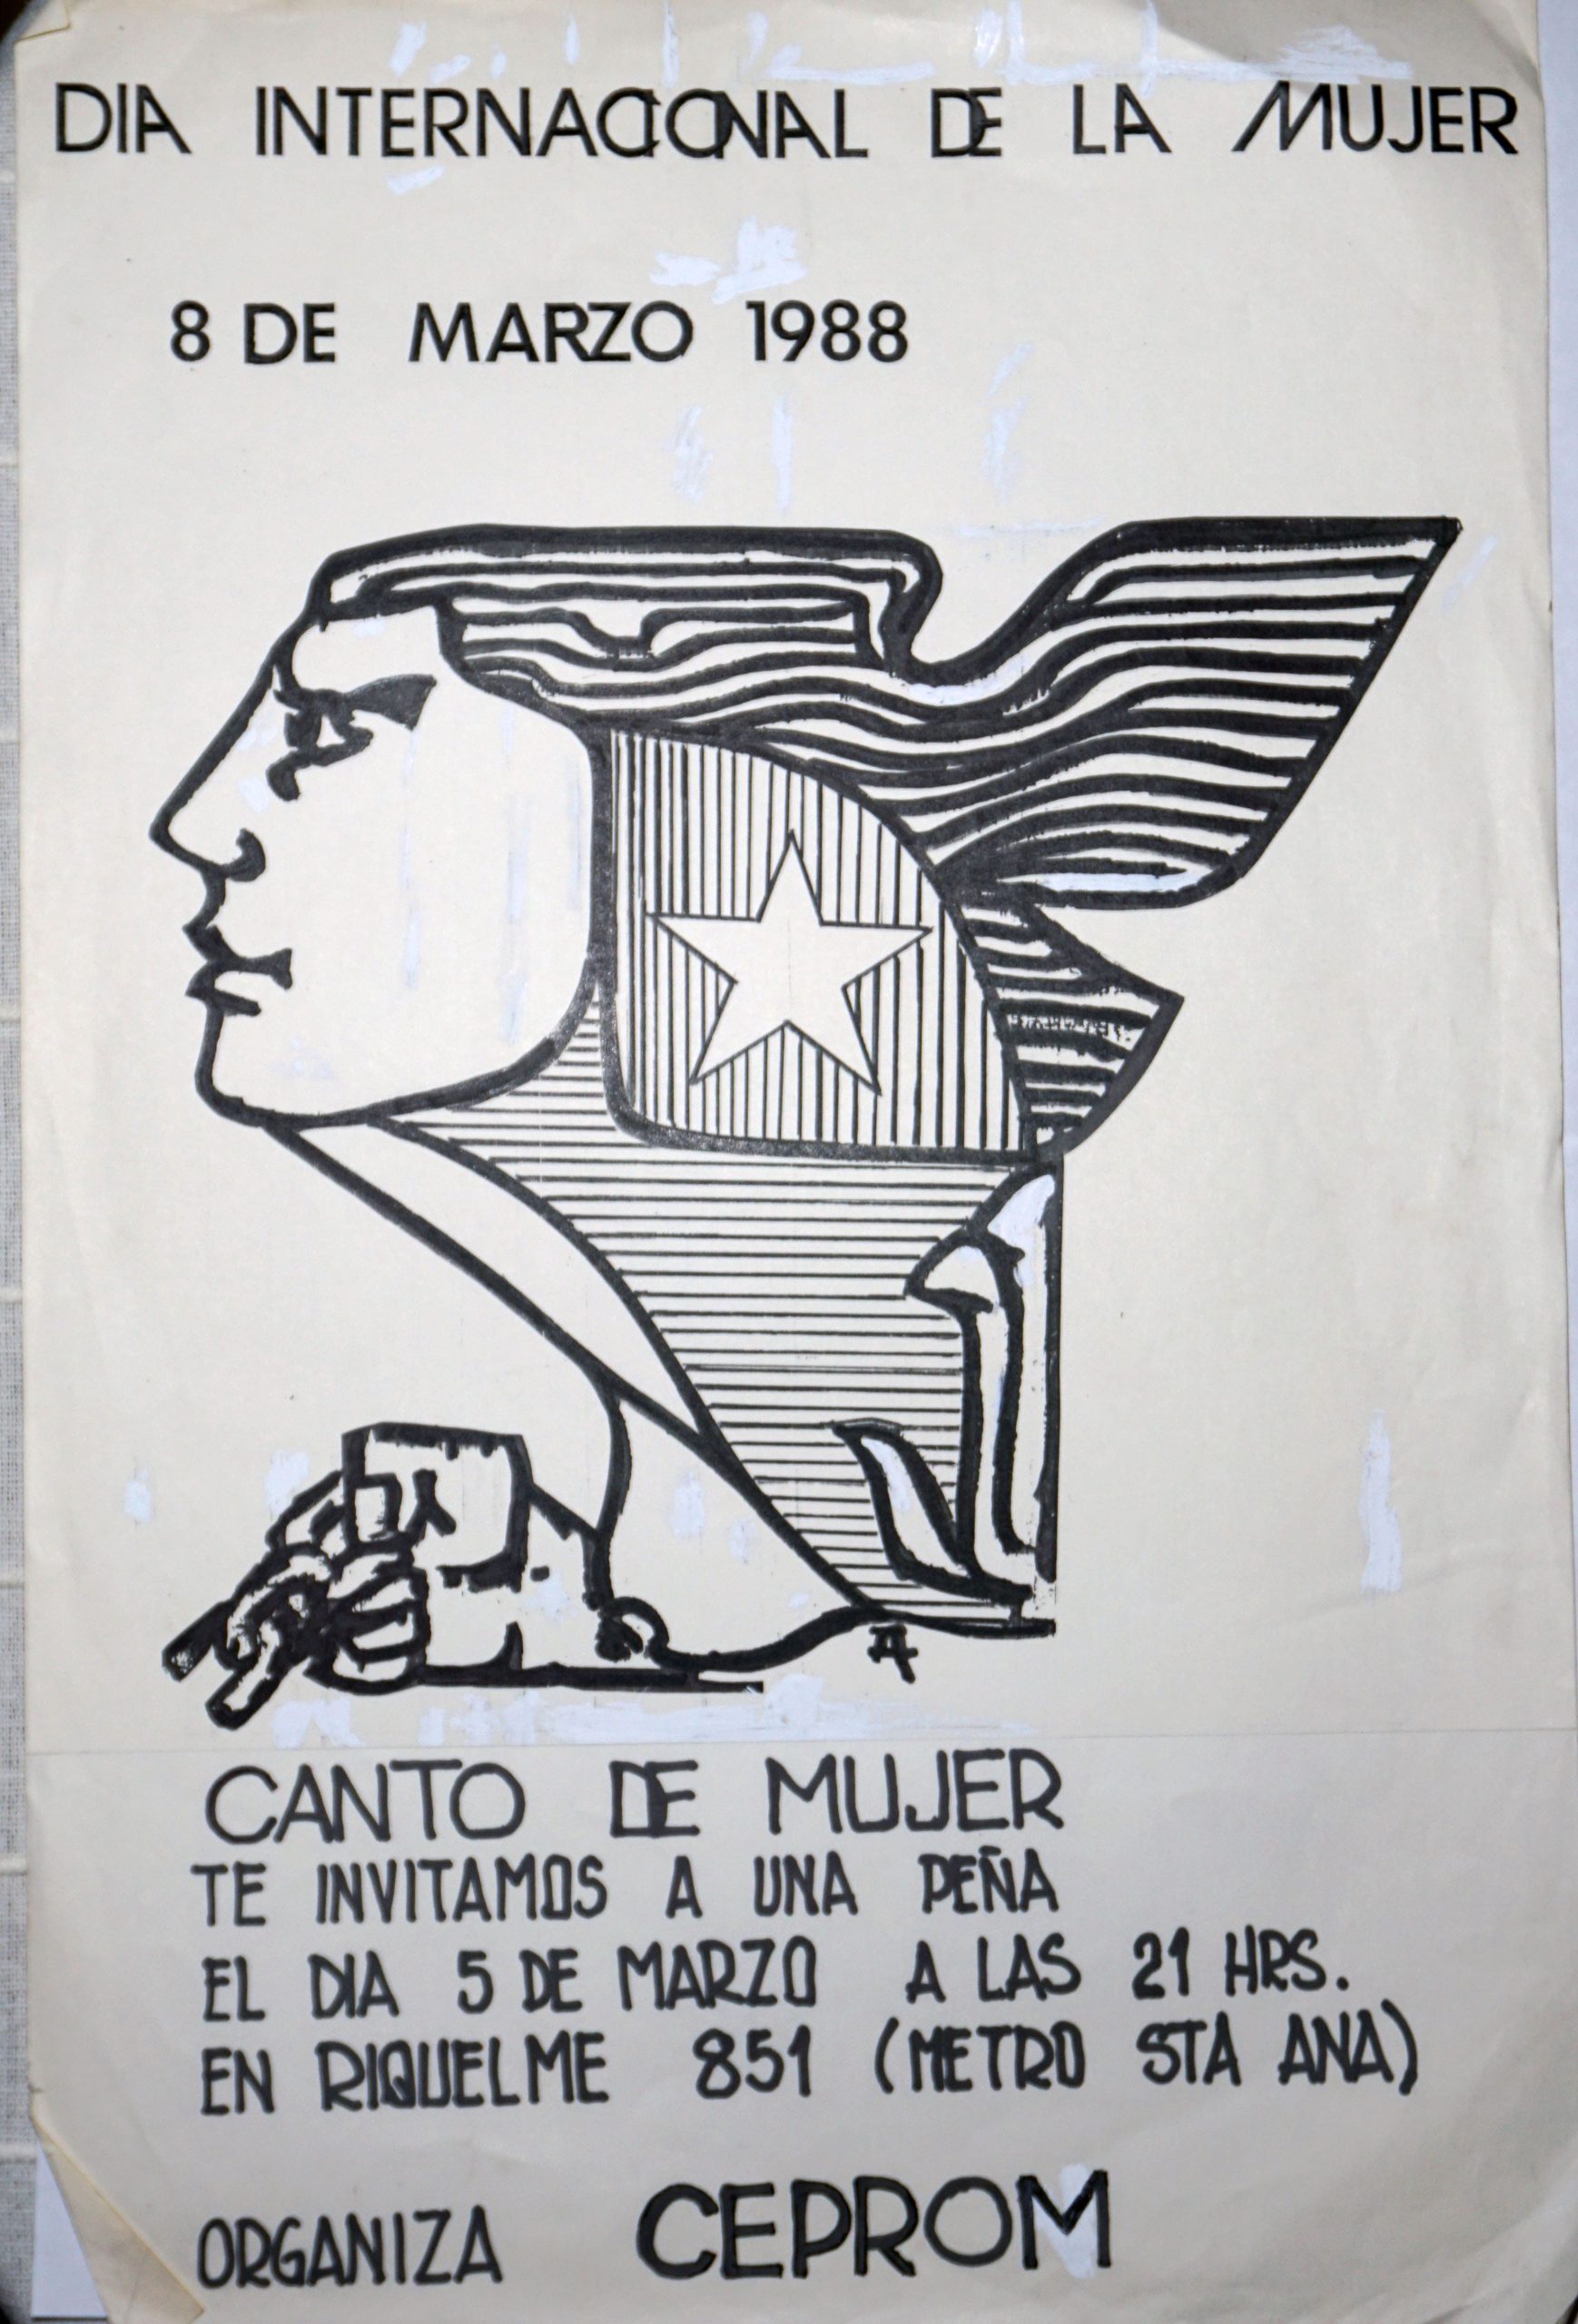 DIA INTERNACIONAL DE LA MUJER
8 DE MARZO 1988
CANTO DE MUJER
TE INVITAMOS A UNA PEÑA
EL DIA 5 DE MARZO A LAS 21 HRS.
EN RIQUELME 851 (METRO STA ANA)
ORGANIZA CEPROM